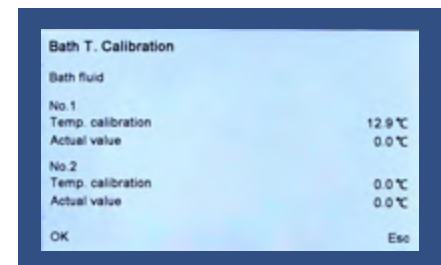 Bath T. Calibration
Bath fluid
No.1
Temp. calibration 12.9℃
Actual value 0.0℃
No.2
Temp. calibration 0.0℃
Actual value 0.0℃
OK Esc